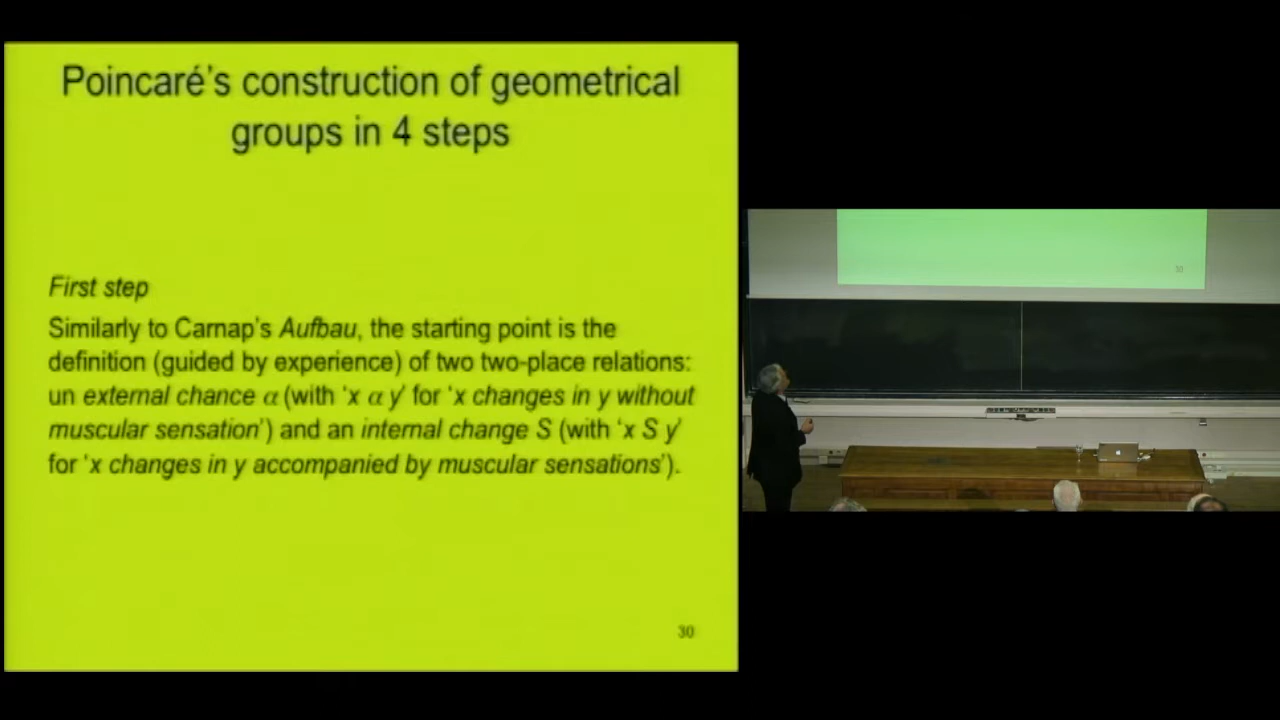 Poincaré's construction of geometrical
groups in 4 steps
First step
Similarly to Carnap's Aufbau, the starting point is the
definition (guided by experience) of two two-place relations:
un external chance α (with 'x α y' for 'x changes in y without
muscular sensation') and an internal change S (with 'x S y'
for 'x changes in y accompanied by muscular sensations').
30
30